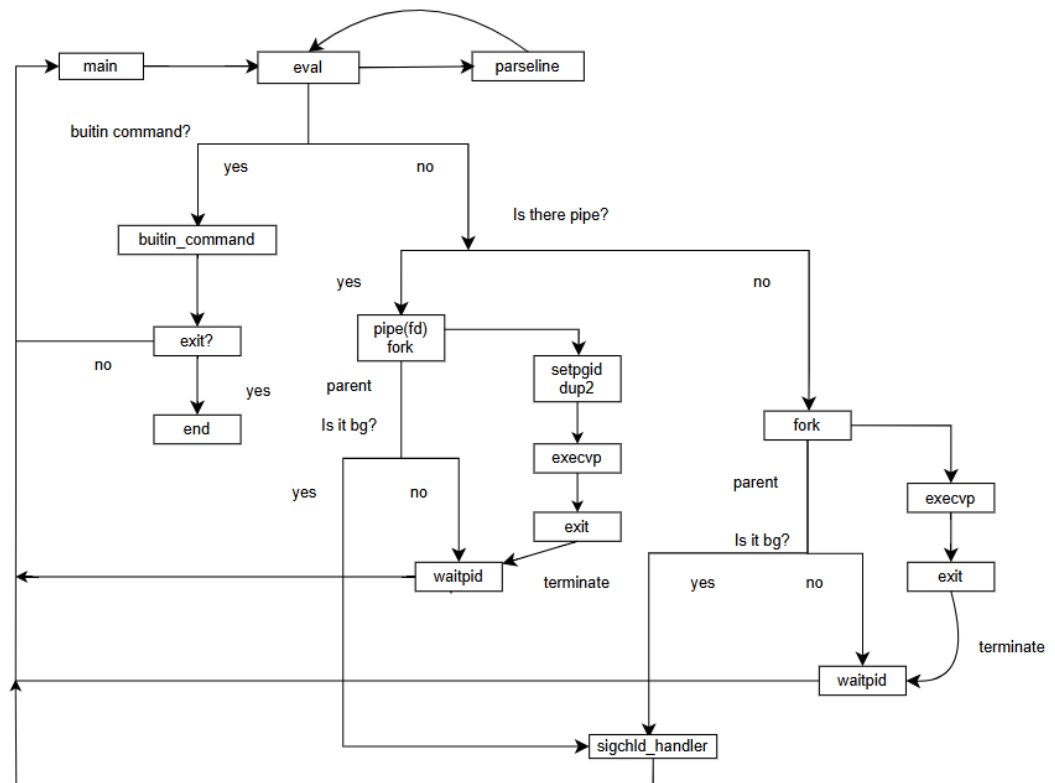 main
eval
parseline
buitin command?
yes
no
Is there pipe?
buitin_command
yes
no
exit?
no
yes
end
pipe(fd)
fork
setpgid
dup2
parent
Is it bg?
execvp
yes
no
exit
waitpid
terminate
fork
parent
execvp
Is it bg?
yes
no
exit
terminate
waitpid
sigchld_handler